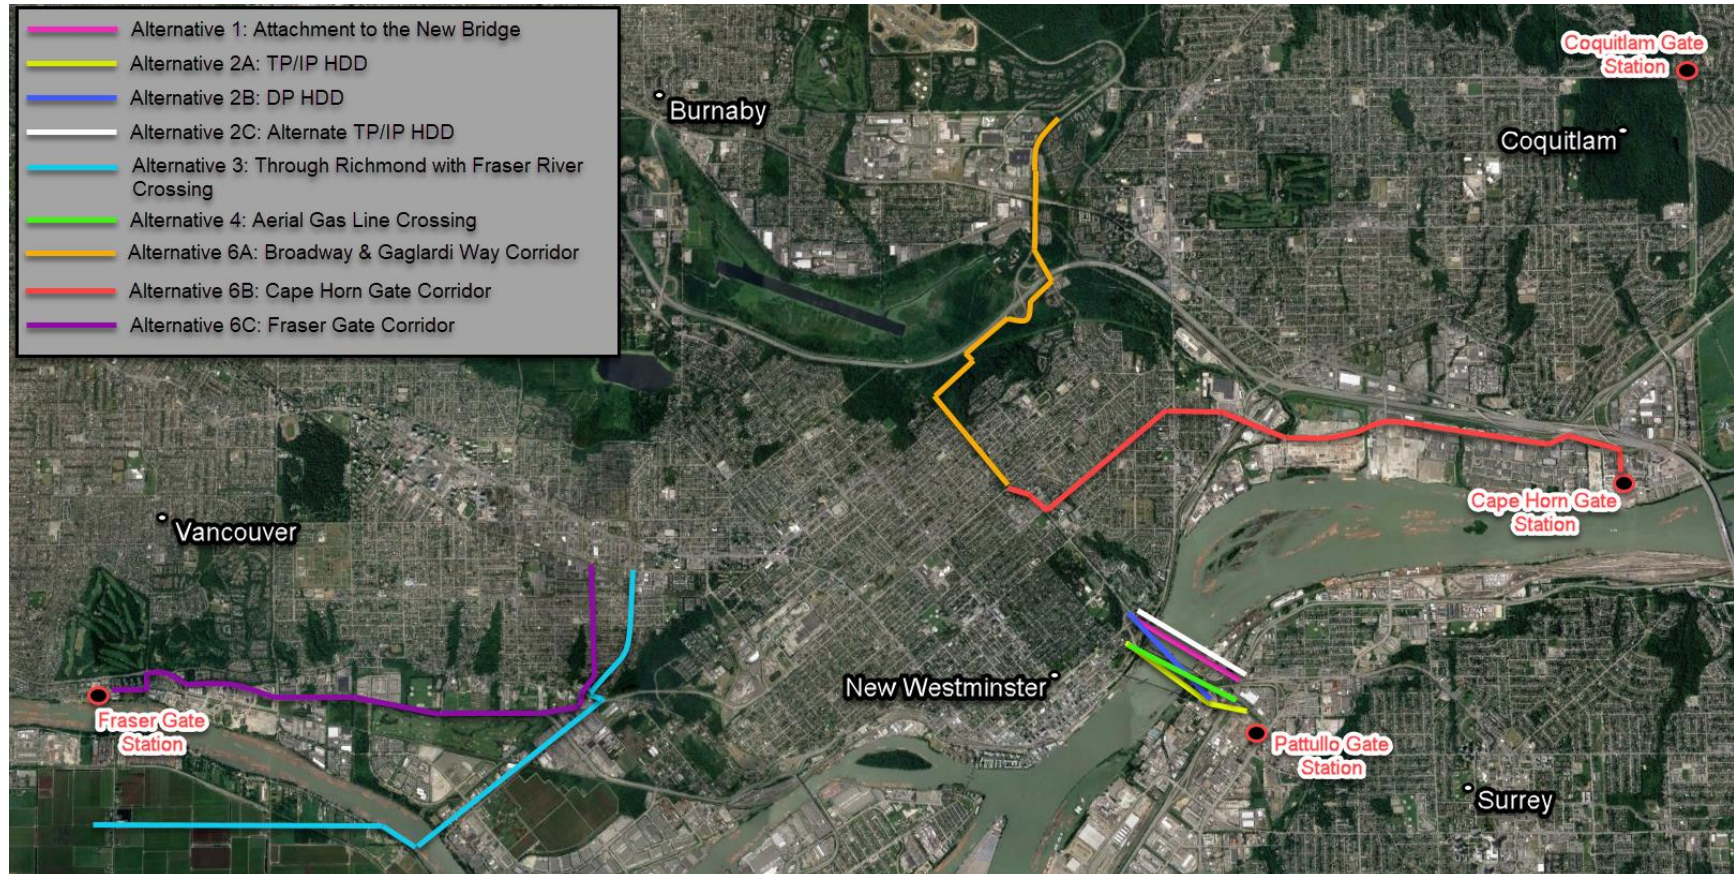 Alternative 1: Attachment to the New Bridge
Alternative 2A: TP/IP HDD
Alternative 2B: DP HDD
Alternative 2C: Alternate TP/IP HDD
Alternative 3: Through Richmond with Fraser River
Crossing
Alternative 4: Aerial Gas Line Crossing
Alternative 6A: Broadway & Gaglardi Way Corridor
Alternative 6B: Cape Horn Gate Corridor
Alternative 6C: Fraser Gate Corridor
Coquitlam Gate
Station
Burnaby
Coquitlam
Cape Horn Gate
Station
Vancouver
New Westminster
Fraser Gate
Station
Pattullo Gate
Station
Surrey